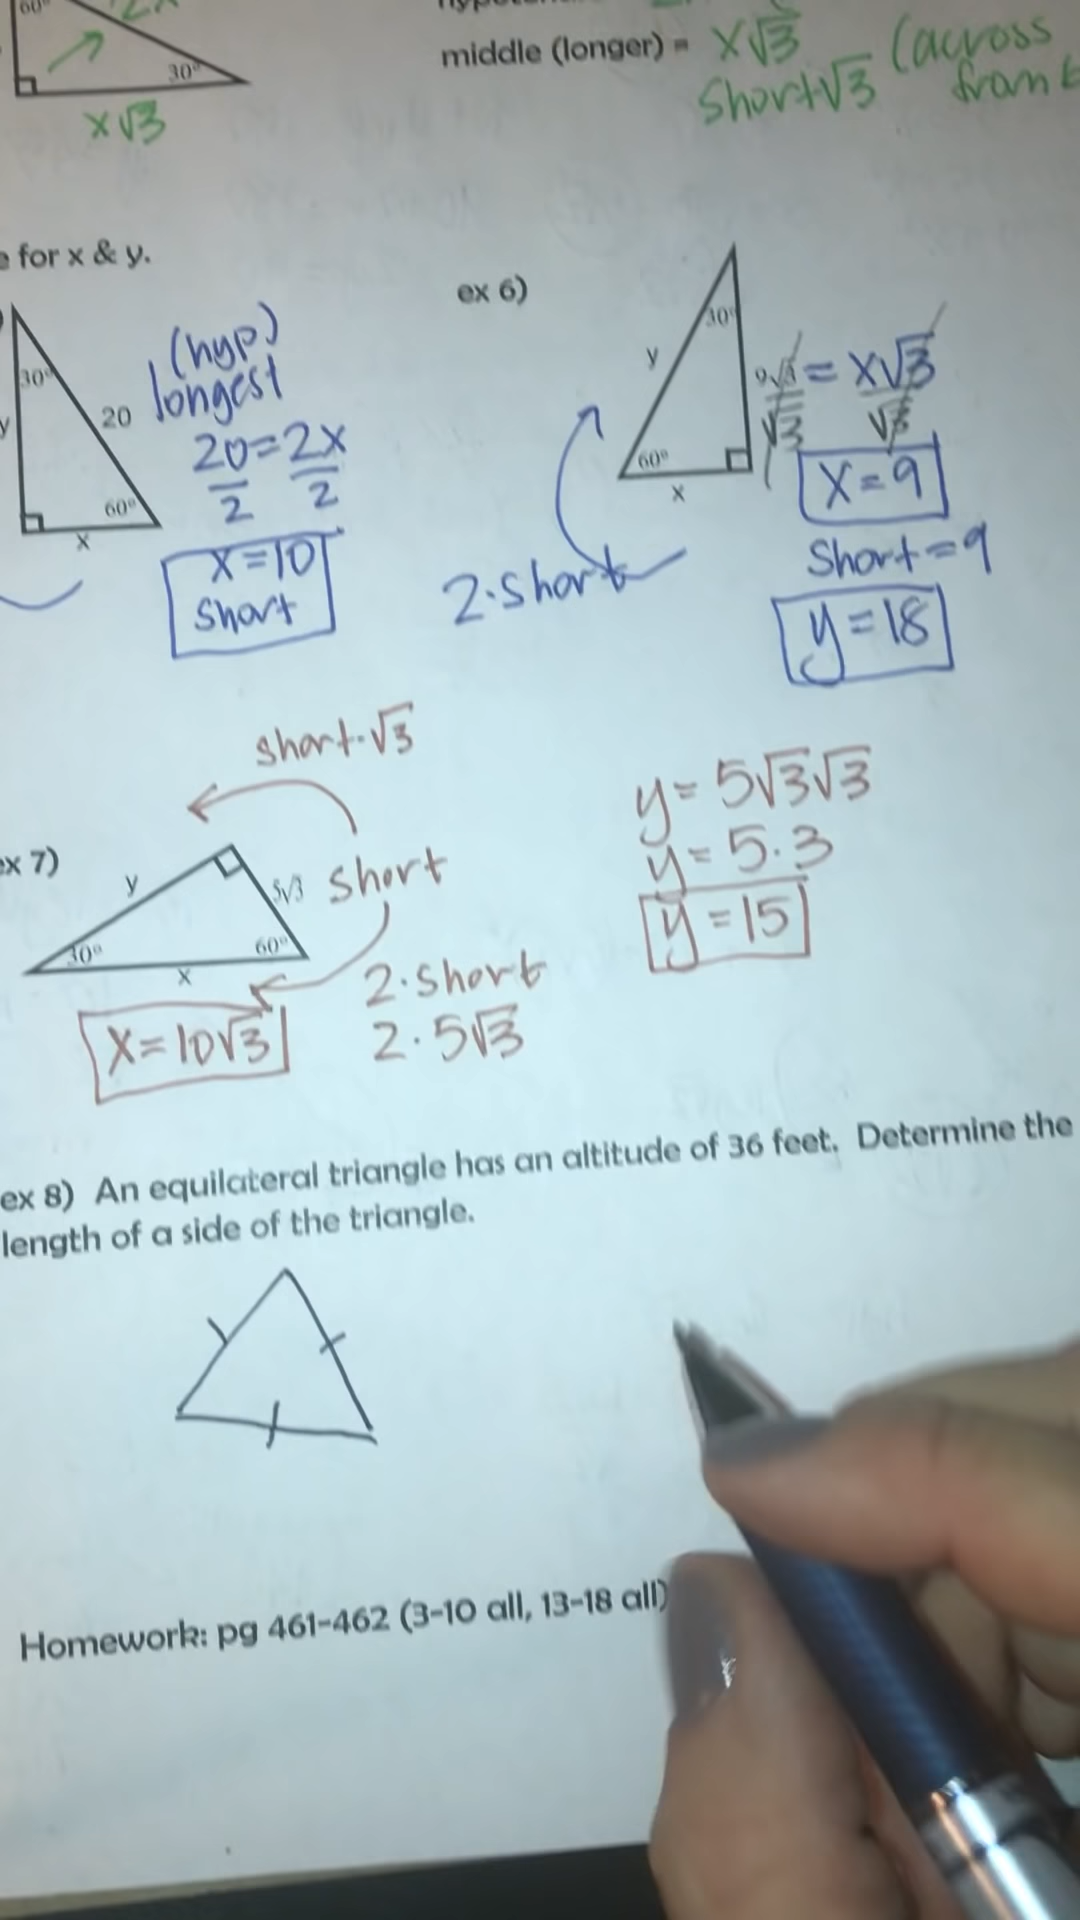 60°
middle (longer) = x√3 (across
short√3 from
30°
x√3
for x & y.
ex 6)
(hyp)
longest
30°
20
y
20=2x
2 2
60°
x
x=10
short
30°
y
9√3 = x√3
√3 √3
60°
x
x=9
short=9
2·short
y=18
short·√3
y= 5√3√3
y= 5·3
y=15
ex 7)
y
5√3 short
30°
60°
x
2·short
x=10√3
2·5√3
ex 8) An equilateral triangle has an altitude of 36 feet. Determine the
length of a side of the triangle.
Homework: pg 461-462 (3-10 all, 13-18 all)